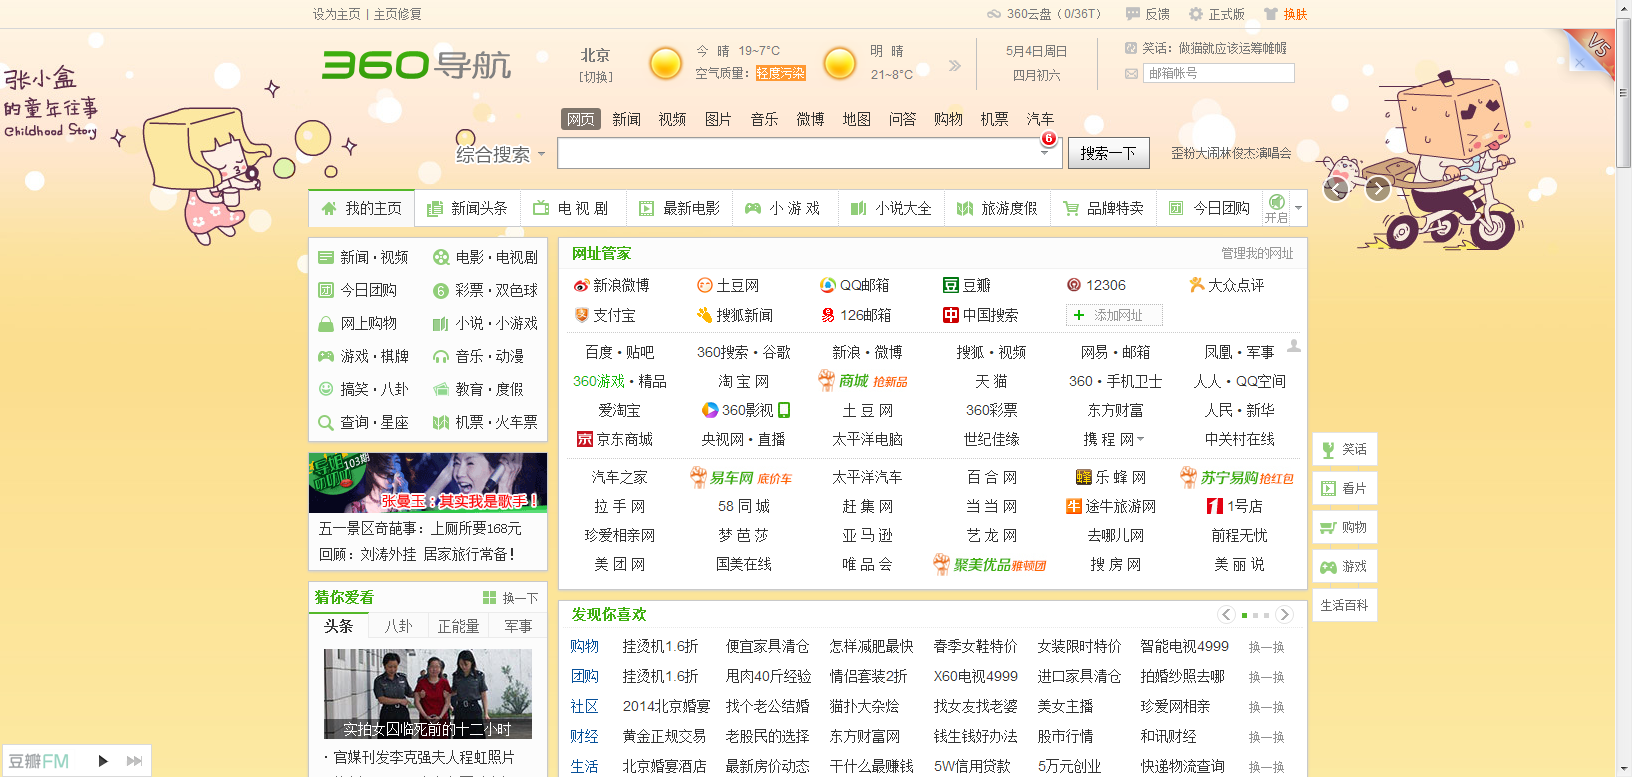 设为主页 | 主页修复
360云盘（0/36T）
反馈
正式版
换肤
张小盒
的童年往事
Childhood Story
360导航
北京
[切换]
今 晴 19~7°C
空气质量：轻度污染
明 晴
21~8°C
5月4日周日
四月初六
笑话：做猫就应该运筹帷幄
邮箱帐号
VS
网页 新闻 视频 图片 音乐 微博 地图 问答 购物 机票 汽车
综合搜索
6
搜索一下
歪粉大闹林俊杰演唱会
我的主页 新闻头条 电 视 剧 最新电影 小 游 戏 小说大全 旅游度假 品牌特卖 今日团购 开启
新闻·视频 电影·电视剧
今日团购 彩票·双色球
网上购物 小说·小游戏
游戏·棋牌 音乐·动漫
搞笑·八卦 教育·度假
查询·星座 机票·火车票
103期
张曼玉：其实我是歌手！
五一景区奇葩事：上厕所要168元
回顾：刘涛外挂 居家旅行常备！
猜你爱看 换一下
头条 八卦 正能量 军事
实拍女囚临死前的十二小时
· 官媒刊发李克强夫人程虹照片
豆瓣FM
网址管家 管理我的网址
新浪微博 土豆网 QQ邮箱 豆瓣 12306 大众点评
支付宝 搜狐新闻 126邮箱 中国搜索 添加网址
百度·贴吧 360搜索·谷歌 新浪·微博 搜狐·视频 网易·邮箱 凤凰·军事
360游戏·精品 淘 宝 网 商城 抢新品 天 猫 360·手机卫士 人人·QQ空间
爱淘宝 360影视 土 豆 网 360彩票 东方财富 人民·新华
京东商城 央视网·直播 太平洋电脑 世纪佳缘 携 程 网 中关村在线
汽车之家 易车网 底价车 太平洋汽车 百 合 网 乐 蜂 网 苏宁易购 抢红包
拉 手 网 58 同 城 赶 集 网 当 当 网 途牛旅游网 1号店
珍爱相亲网 梦 芭 莎 亚 马 逊 艺 龙 网 去哪儿网 前程无忧
美 团 网 国美在线 唯 品 会 聚美优品 雅顿团 搜 房 网 美 丽 说
发现你喜欢
购物 挂烫机1.6折 便宜家具清仓 怎样减肥最快 春季女鞋特价 女装限时特价 智能电视4999 换一换
团购 挂烫机1.6折 甩肉40斤经验 情侣套装2折 X60电视4999 进口家具清仓 拍婚纱照去哪 换一换
社区 2014北京婚宴 找个老公结婚 猫扑大杂烩 找女友找老婆 美女主播 珍爱网相亲 换一换
财经 黄金正规交易 老股民的选择 东方财富网 钱生钱好办法 股市行情 和讯财经 换一换
生活 北京婚宴酒店 最新房价动态 干什么最赚钱 5W信用贷款 5万元创业 快递物流查询 换一换
笑话
看片
购物
游戏
生活百科